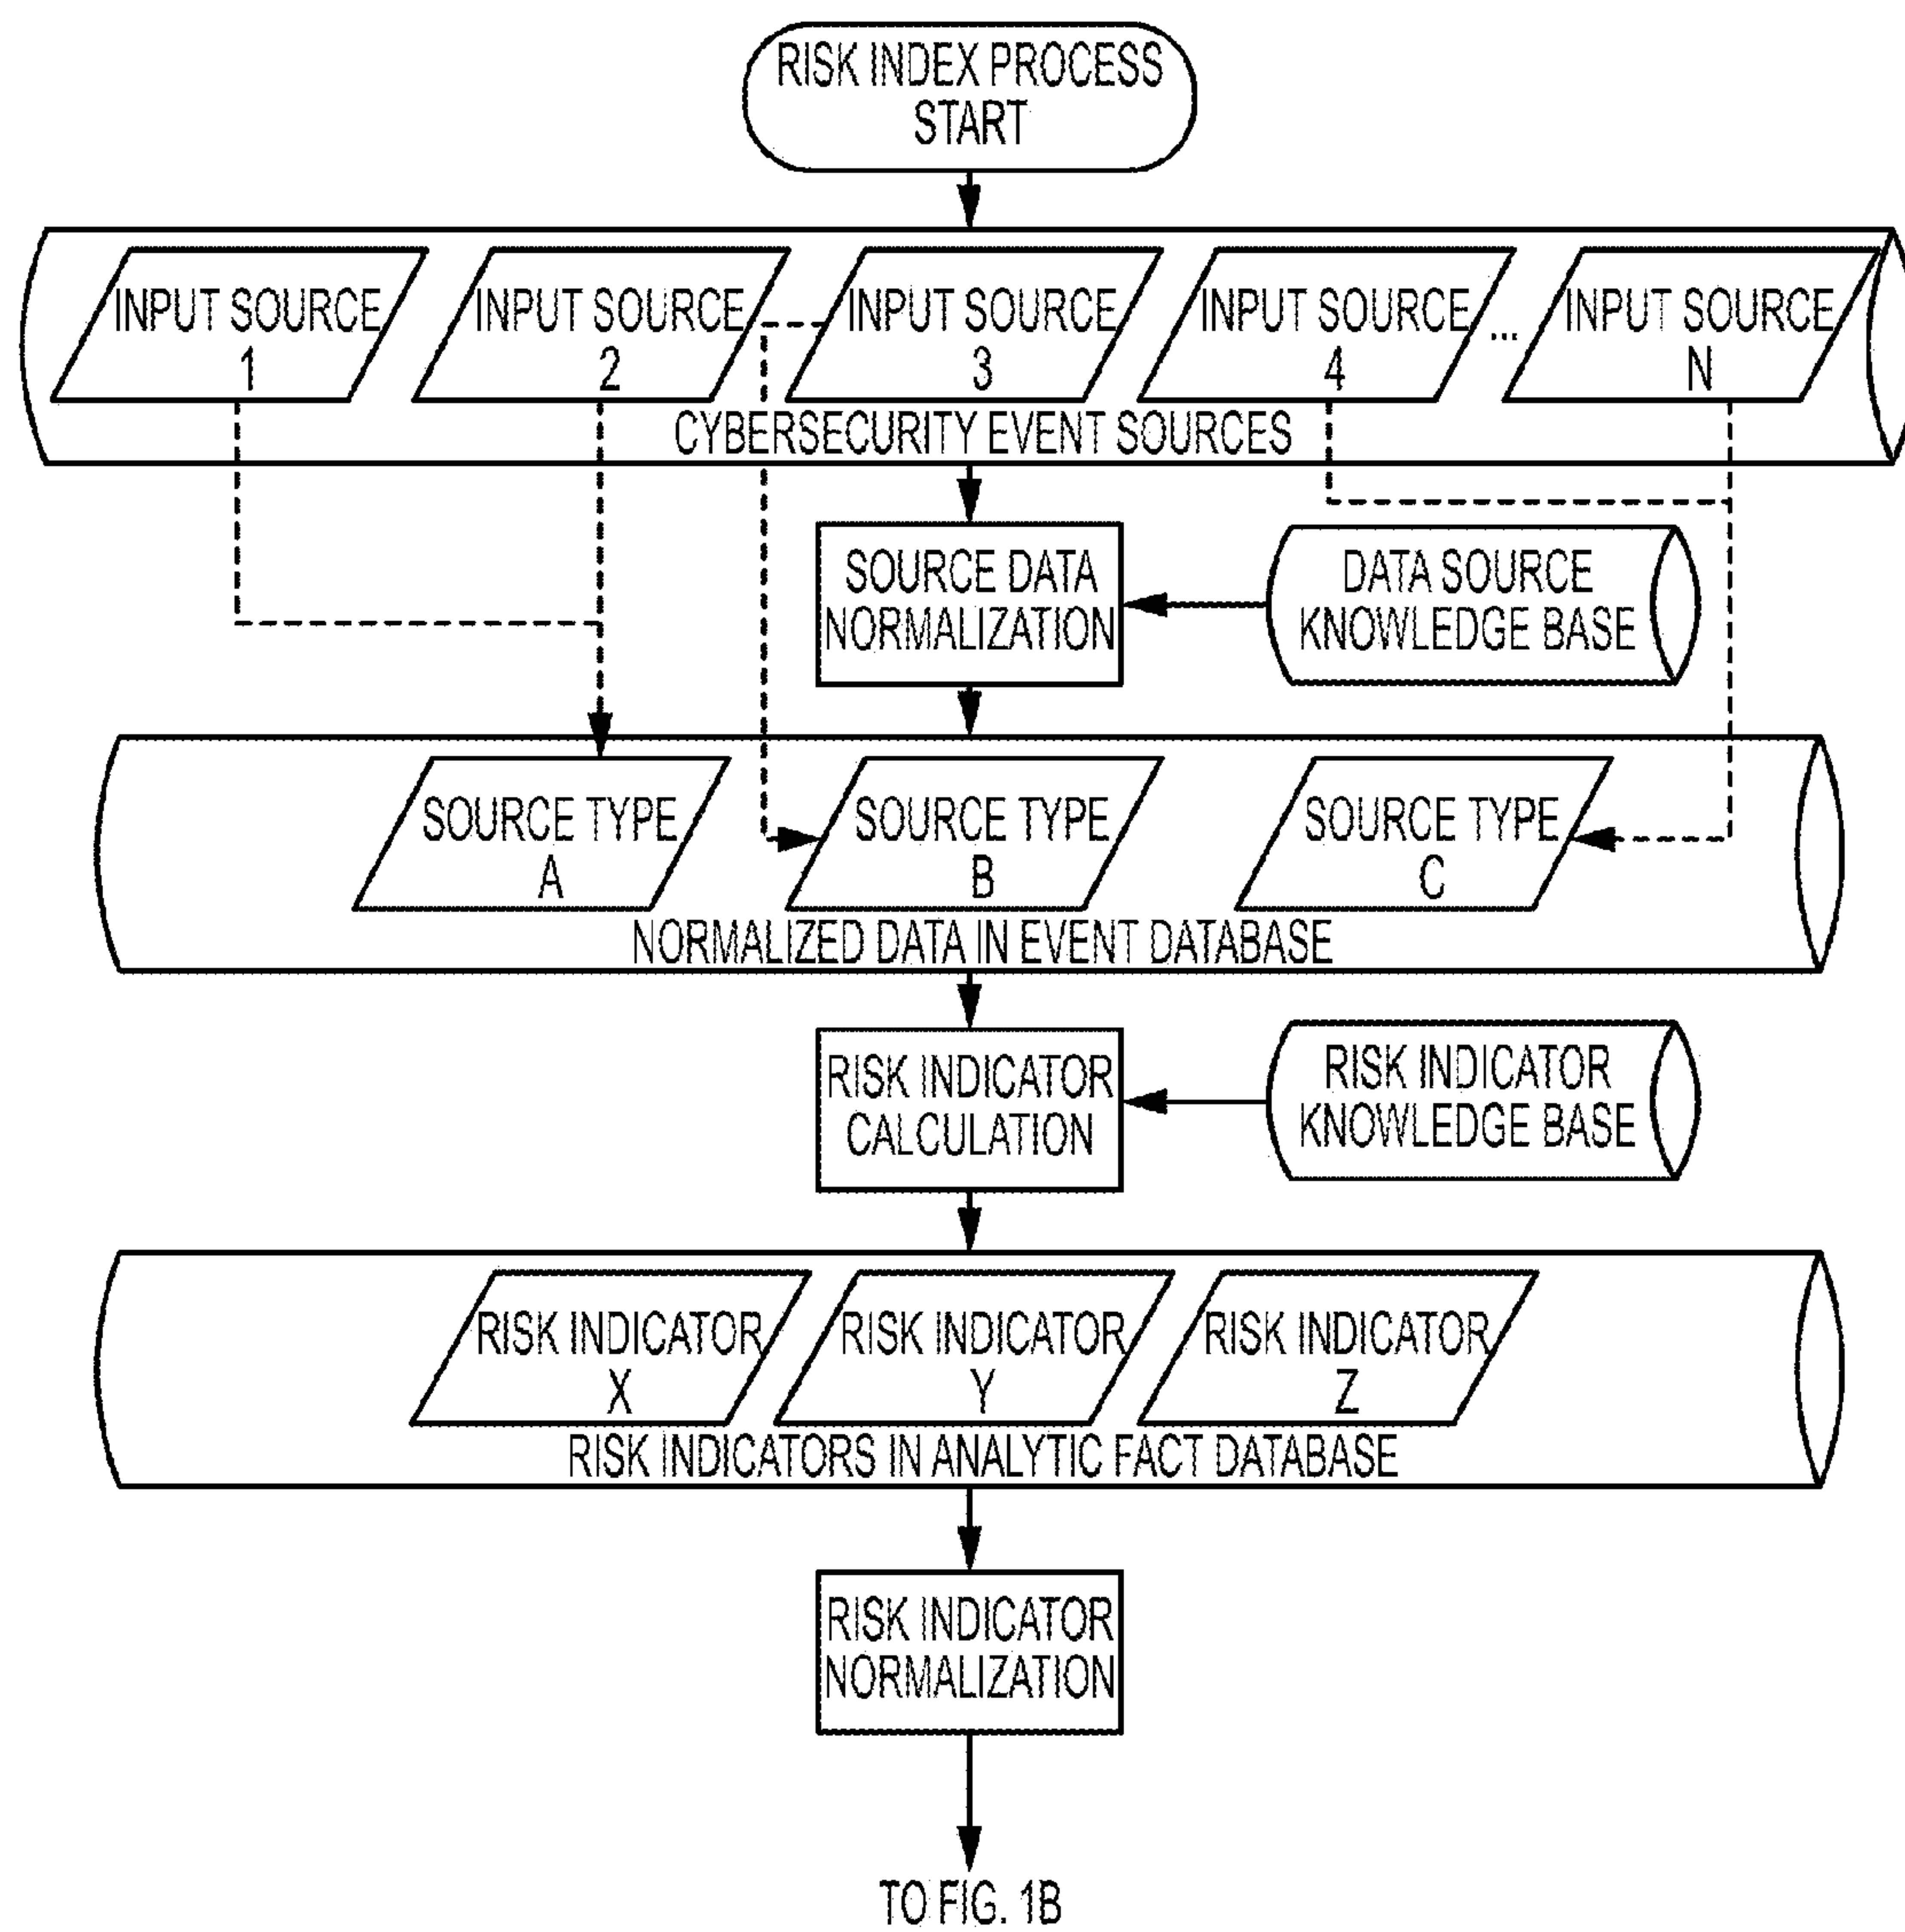 RISK INDEX PROCESS
START
INPUT SOURCE
1
INPUT SOURCE
2
INPUT SOURCE
3
INPUT SOURCE
4
...
INPUT SOURCE
N
CYBERSECURITY EVENT SOURCES
SOURCE DATA
NORMALIZATION
DATA SOURCE
KNOWLEDGE BASE
SOURCE TYPE
A
SOURCE TYPE
B
SOURCE TYPE
C
NORMALIZED DATA IN EVENT DATABASE
RISK INDICATOR
CALCULATION
RISK INDICATOR
KNOWLEDGE BASE
RISK INDICATOR
X
RISK INDICATOR
Y
RISK INDICATOR
Z
RISK INDICATORS IN ANALYTIC FACT DATABASE
RISK INDICATOR
NORMALIZATION
TO FIG. 1B